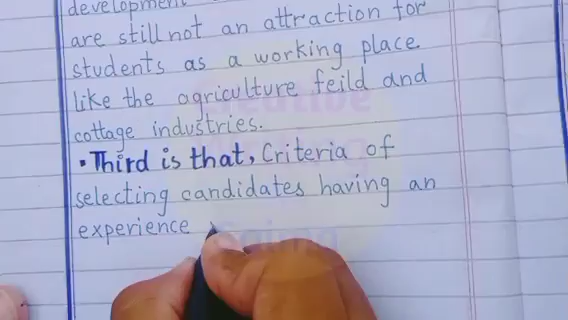 development
are still not an attraction for
students as a working place
like the agriculture feild and
cottage industries.
• Third is that, Criteria of
selecting candidates having an
experience